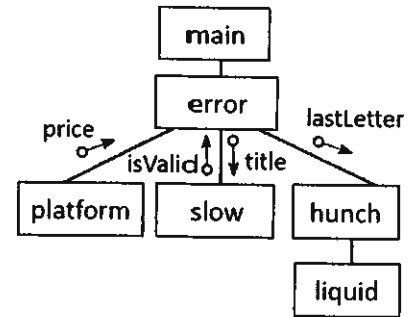 main
error
price
lastLetter
isValid
title
platform
slow
hunch
liquid